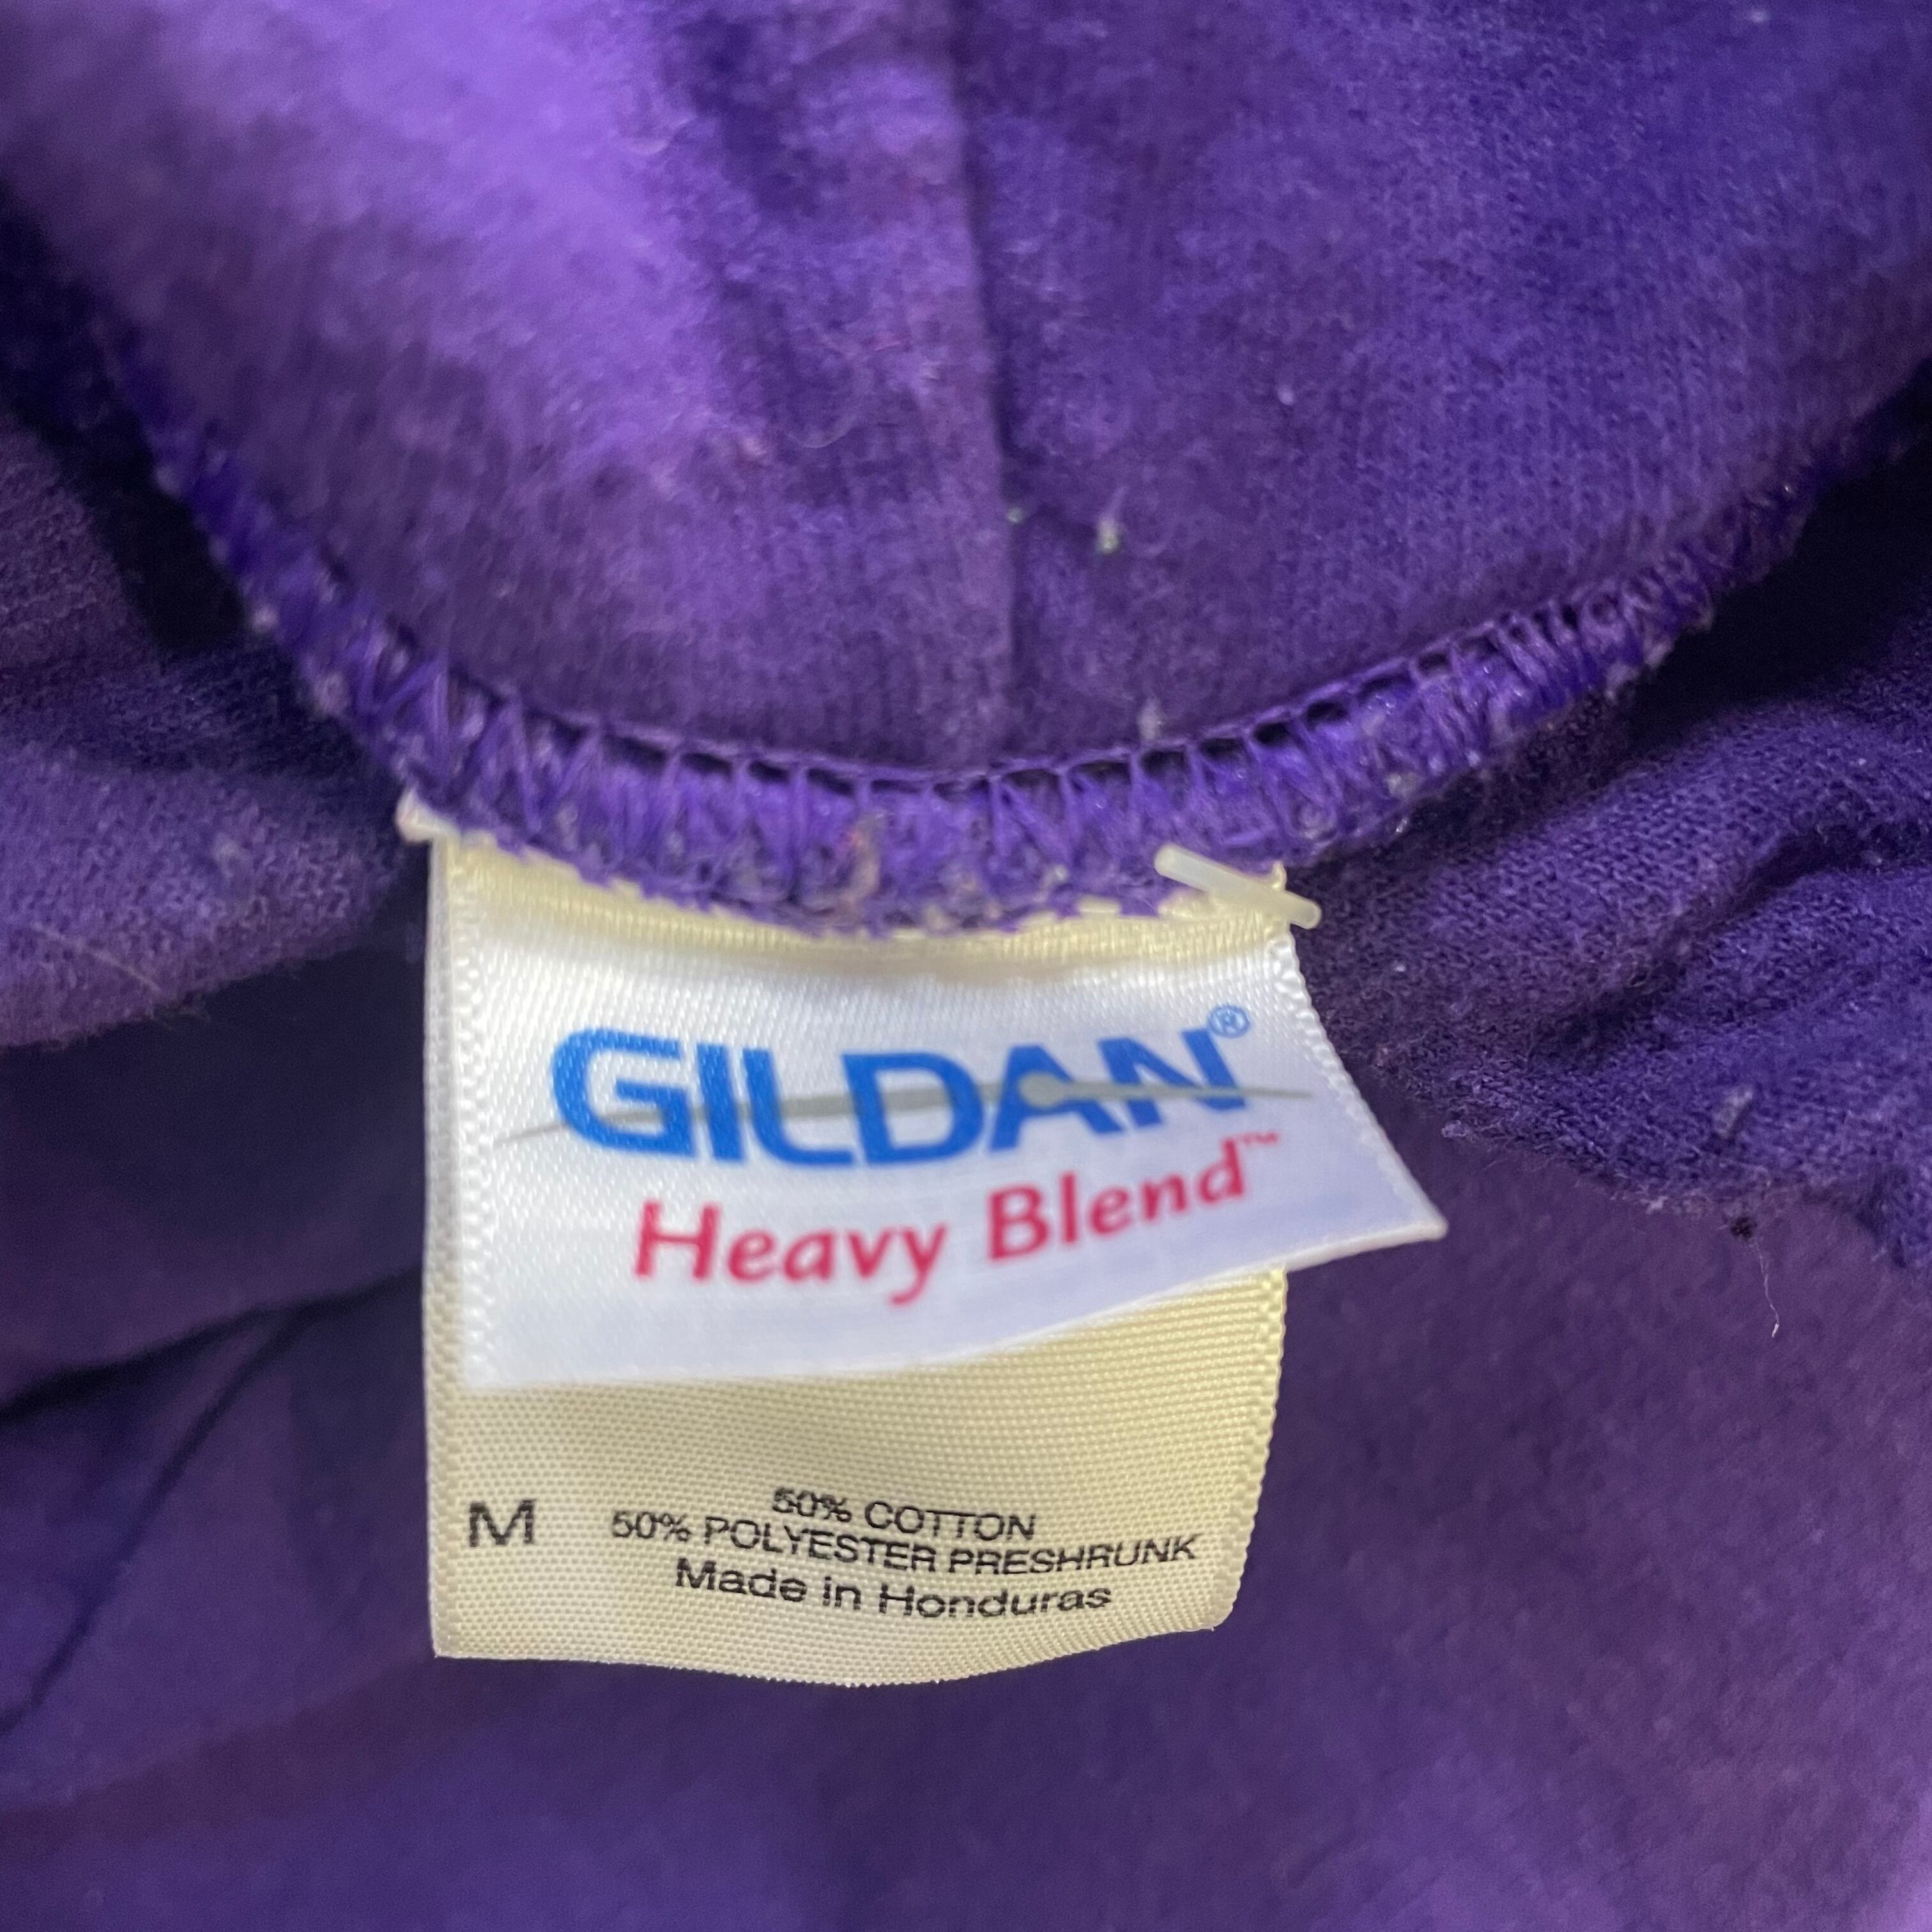 GILDAN®
Heavy Blend™
M
50% COTTON
50% POLYESTER PRESHRUNK
Made in Honduras